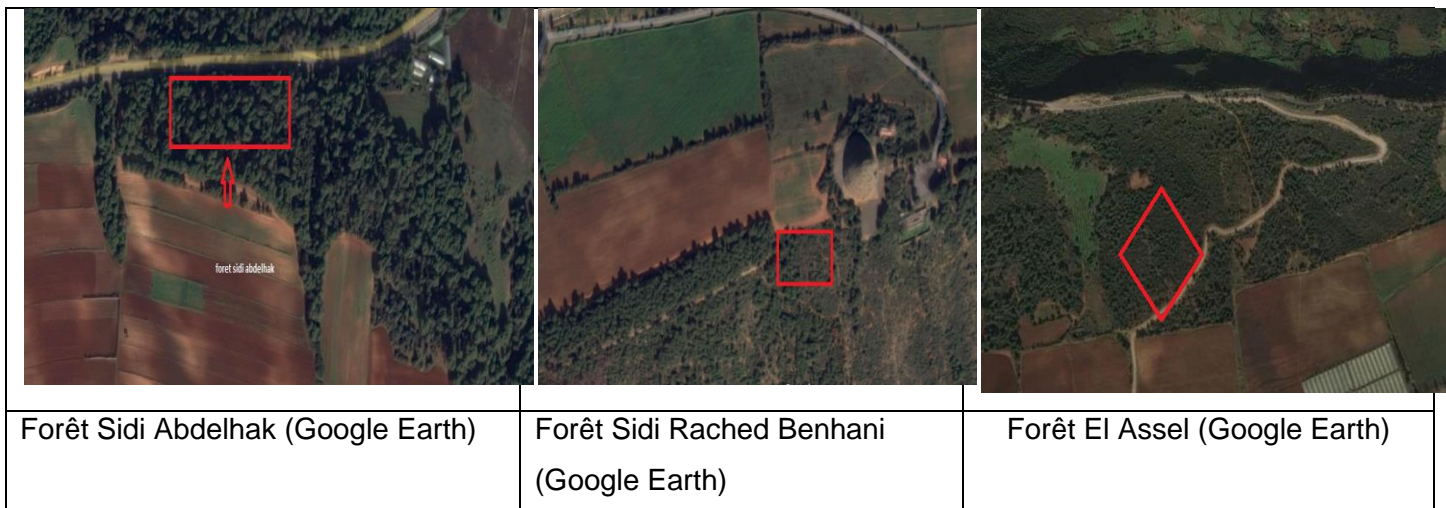 foret sidi abdelhak
Forêt Sidi Abdelhak (Google Earth)
Forêt Sidi Rached Benhani
(Google Earth)
Forêt El Assel (Google Earth)